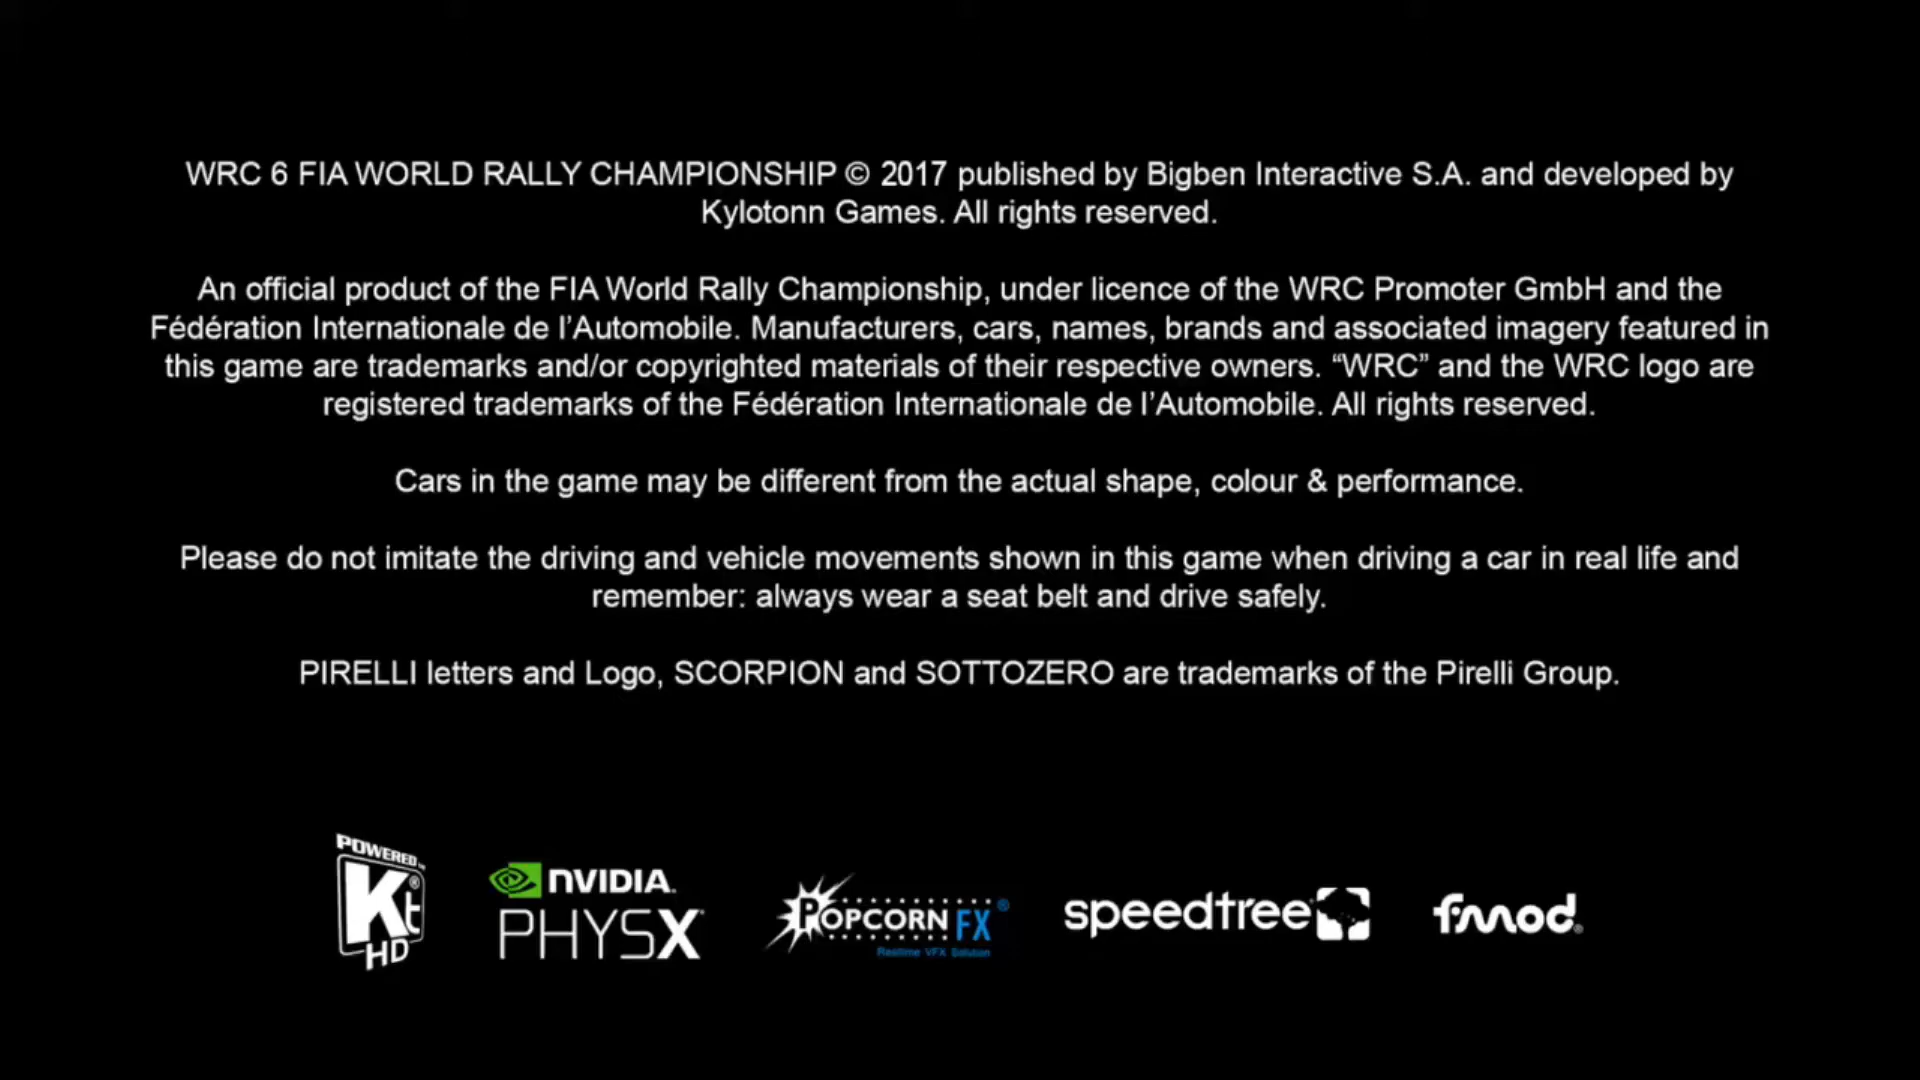 WRC 6 FIA WORLD RALLY CHAMPIONSHIP © 2017 published by Bigben Interactive S.A. and developed by
Kylotonn Games. All rights reserved.
An official product of the FIA World Rally Championship, under licence of the WRC Promoter GmbH and the
Fédération Internationale de l’Automobile. Manufacturers, cars, names, brands and associated imagery featured in
this game are trademarks and/or copyrighted materials of their respective owners. “WRC” and the WRC logo are
registered trademarks of the Fédération Internationale de l’Automobile. All rights reserved.
Cars in the game may be different from the actual shape, colour & performance.
Please do not imitate the driving and vehicle movements shown in this game when driving a car in real life and
remember: always wear a seat belt and drive safely.
PIRELLI letters and Logo, SCORPION and SOTTOZERO are trademarks of the Pirelli Group.
POWERED™
Kt®
HD
NVIDIA.
PHYSX
POPCORN FX®
Realtime VFX Solution
speedtree
fmod®